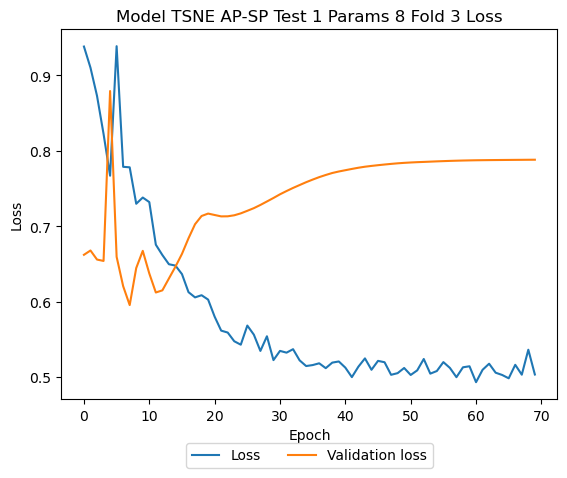 Model TSNE AP-SP Test 1 Params 8 Fold 3 Loss
Loss
0.9
0.8
0.7
0.6
0.5
0 10 20 30 40 50 60 70
Epoch
Loss Validation loss